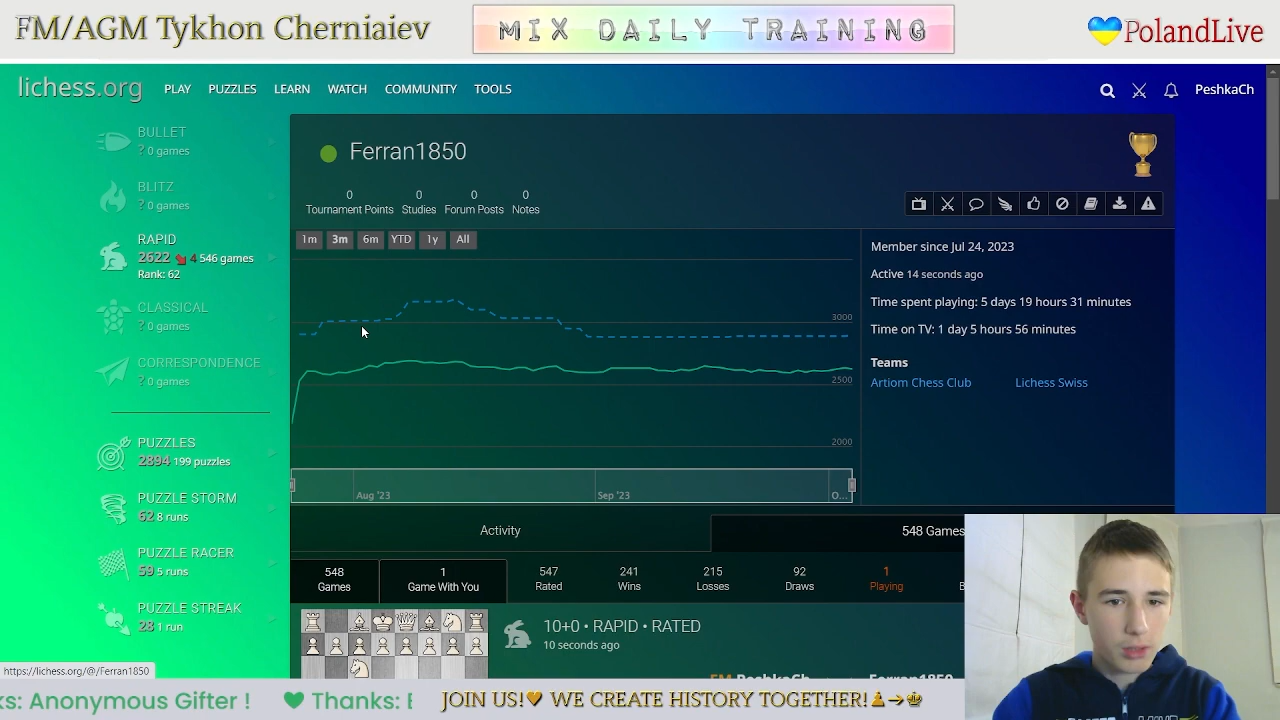 FM/AGM Tykhon Cherniaiev
MIX DAILY TRAINING
PolandLive
lichess.org PLAY PUZZLES LEARN WATCH COMMUNITY TOOLS PeshkaCh
BULLET
? 0 games
BLITZ
? 0 games
RAPID
2622 4 546 games
Rank: 62
CLASSICAL
? 0 games
CORRESPONDENCE
? 0 games
PUZZLES
2894 199 puzzles
PUZZLE STORM
62 8 runs
PUZZLE RACER
59 5 runs
PUZZLE STREAK
28 1 run
Ferran1850
0 0 0 0
Tournament Points Studies Forum Posts Notes
1m 3m 6m YTD 1y All
3000
2500
2000
Aug '23 Sep '23 O...
Member since Jul 24, 2023
Active 14 seconds ago
Time spent playing: 5 days 19 hours 31 minutes
Time on TV: 1 day 5 hours 56 minutes
Teams
Artiom Chess Club Lichess Swiss
Activity 548 Games
548 1 547 241 215 92 1
Games Game With You Rated Wins Losses Draws Playing B
10+0 • RAPID • RATED
10 seconds ago
FM PeshkaCh Ferran1850
https://lichess.org/@/Ferran1850
ks: Anonymous Gifter ! Thanks: E
JOIN US! WE CREATE HISTORY TOGETHER!